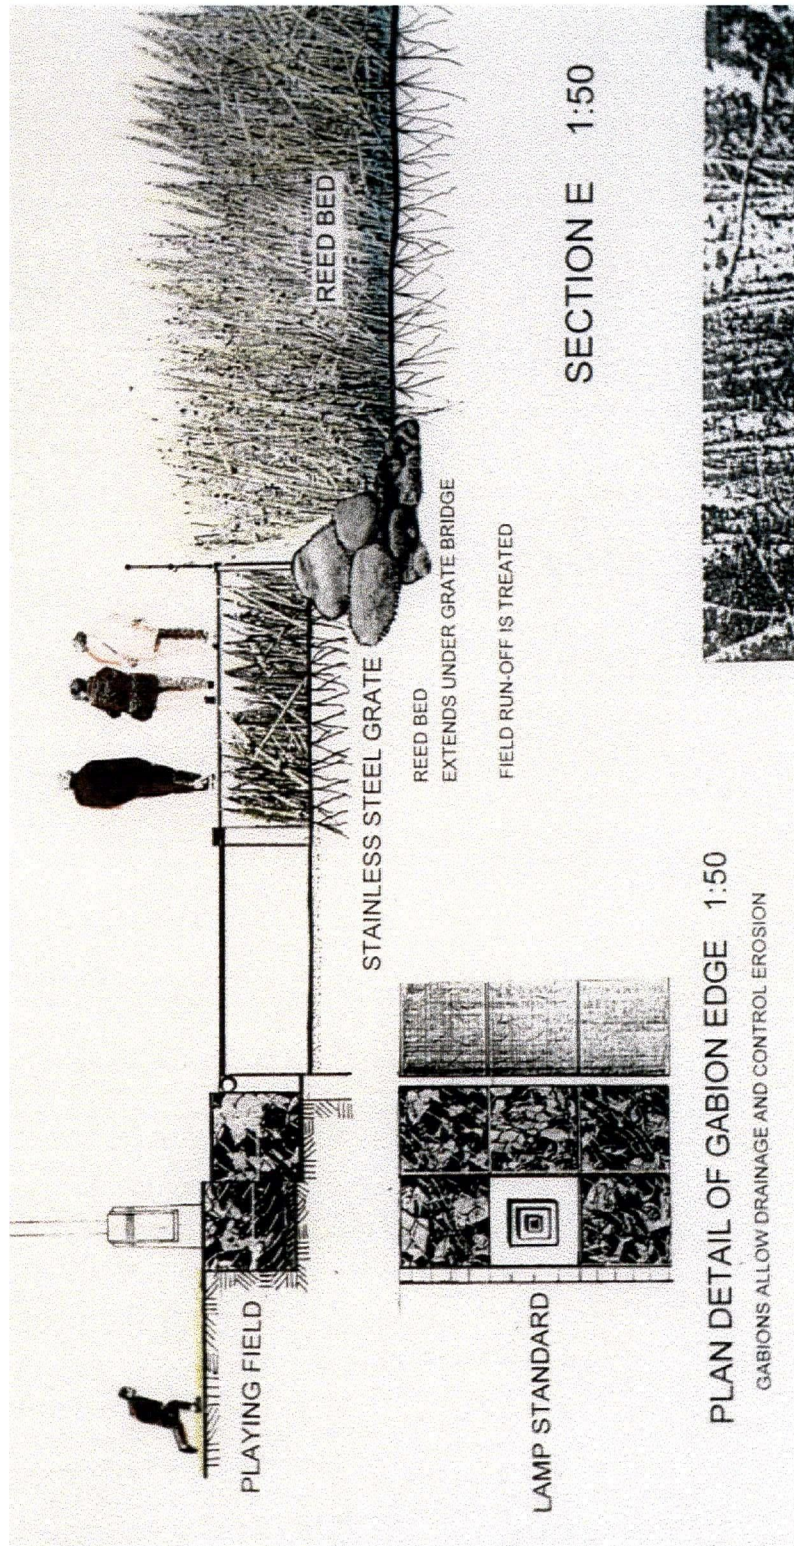 REED BED
PLAYING FIELD
STAINLESS STEEL GRATE
REED BED
EXTENDS UNDER GRATE BRIDGE
FIELD RUN-OFF IS TREATED
LAMP STANDARD
SECTION E 1:50
PLAN DETAIL OF GABION EDGE 1:50
GABIONS ALLOW DRAINAGE AND CONTROL EROSION